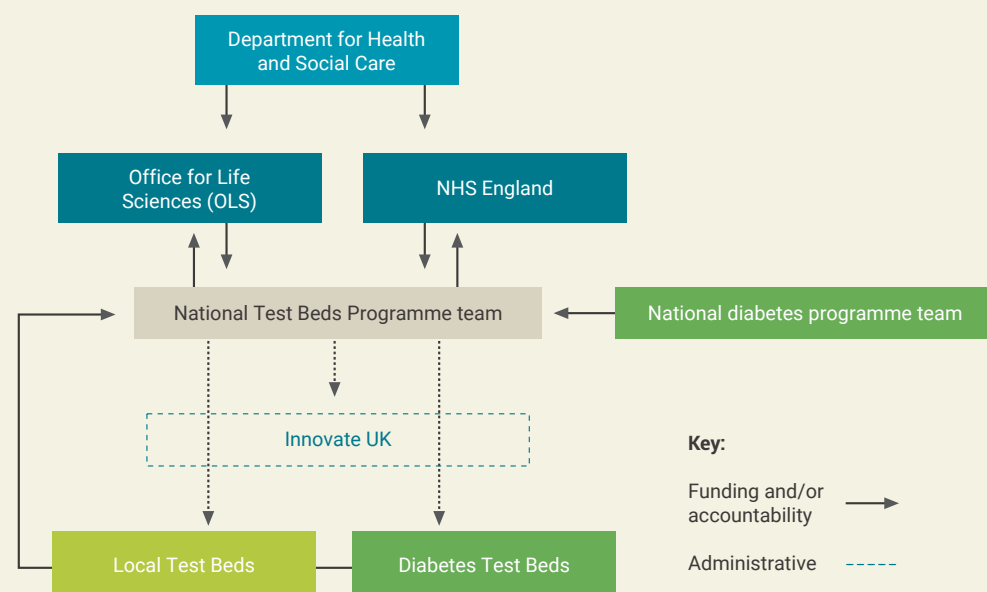 Department for Health
and Social Care
Office for Life
Sciences (OLS)
NHS England
National Test Beds Programme team
National diabetes programme team
Innovate UK
Key:
Funding and/or
accountability
Administrative
Local Test Beds
Diabetes Test Beds